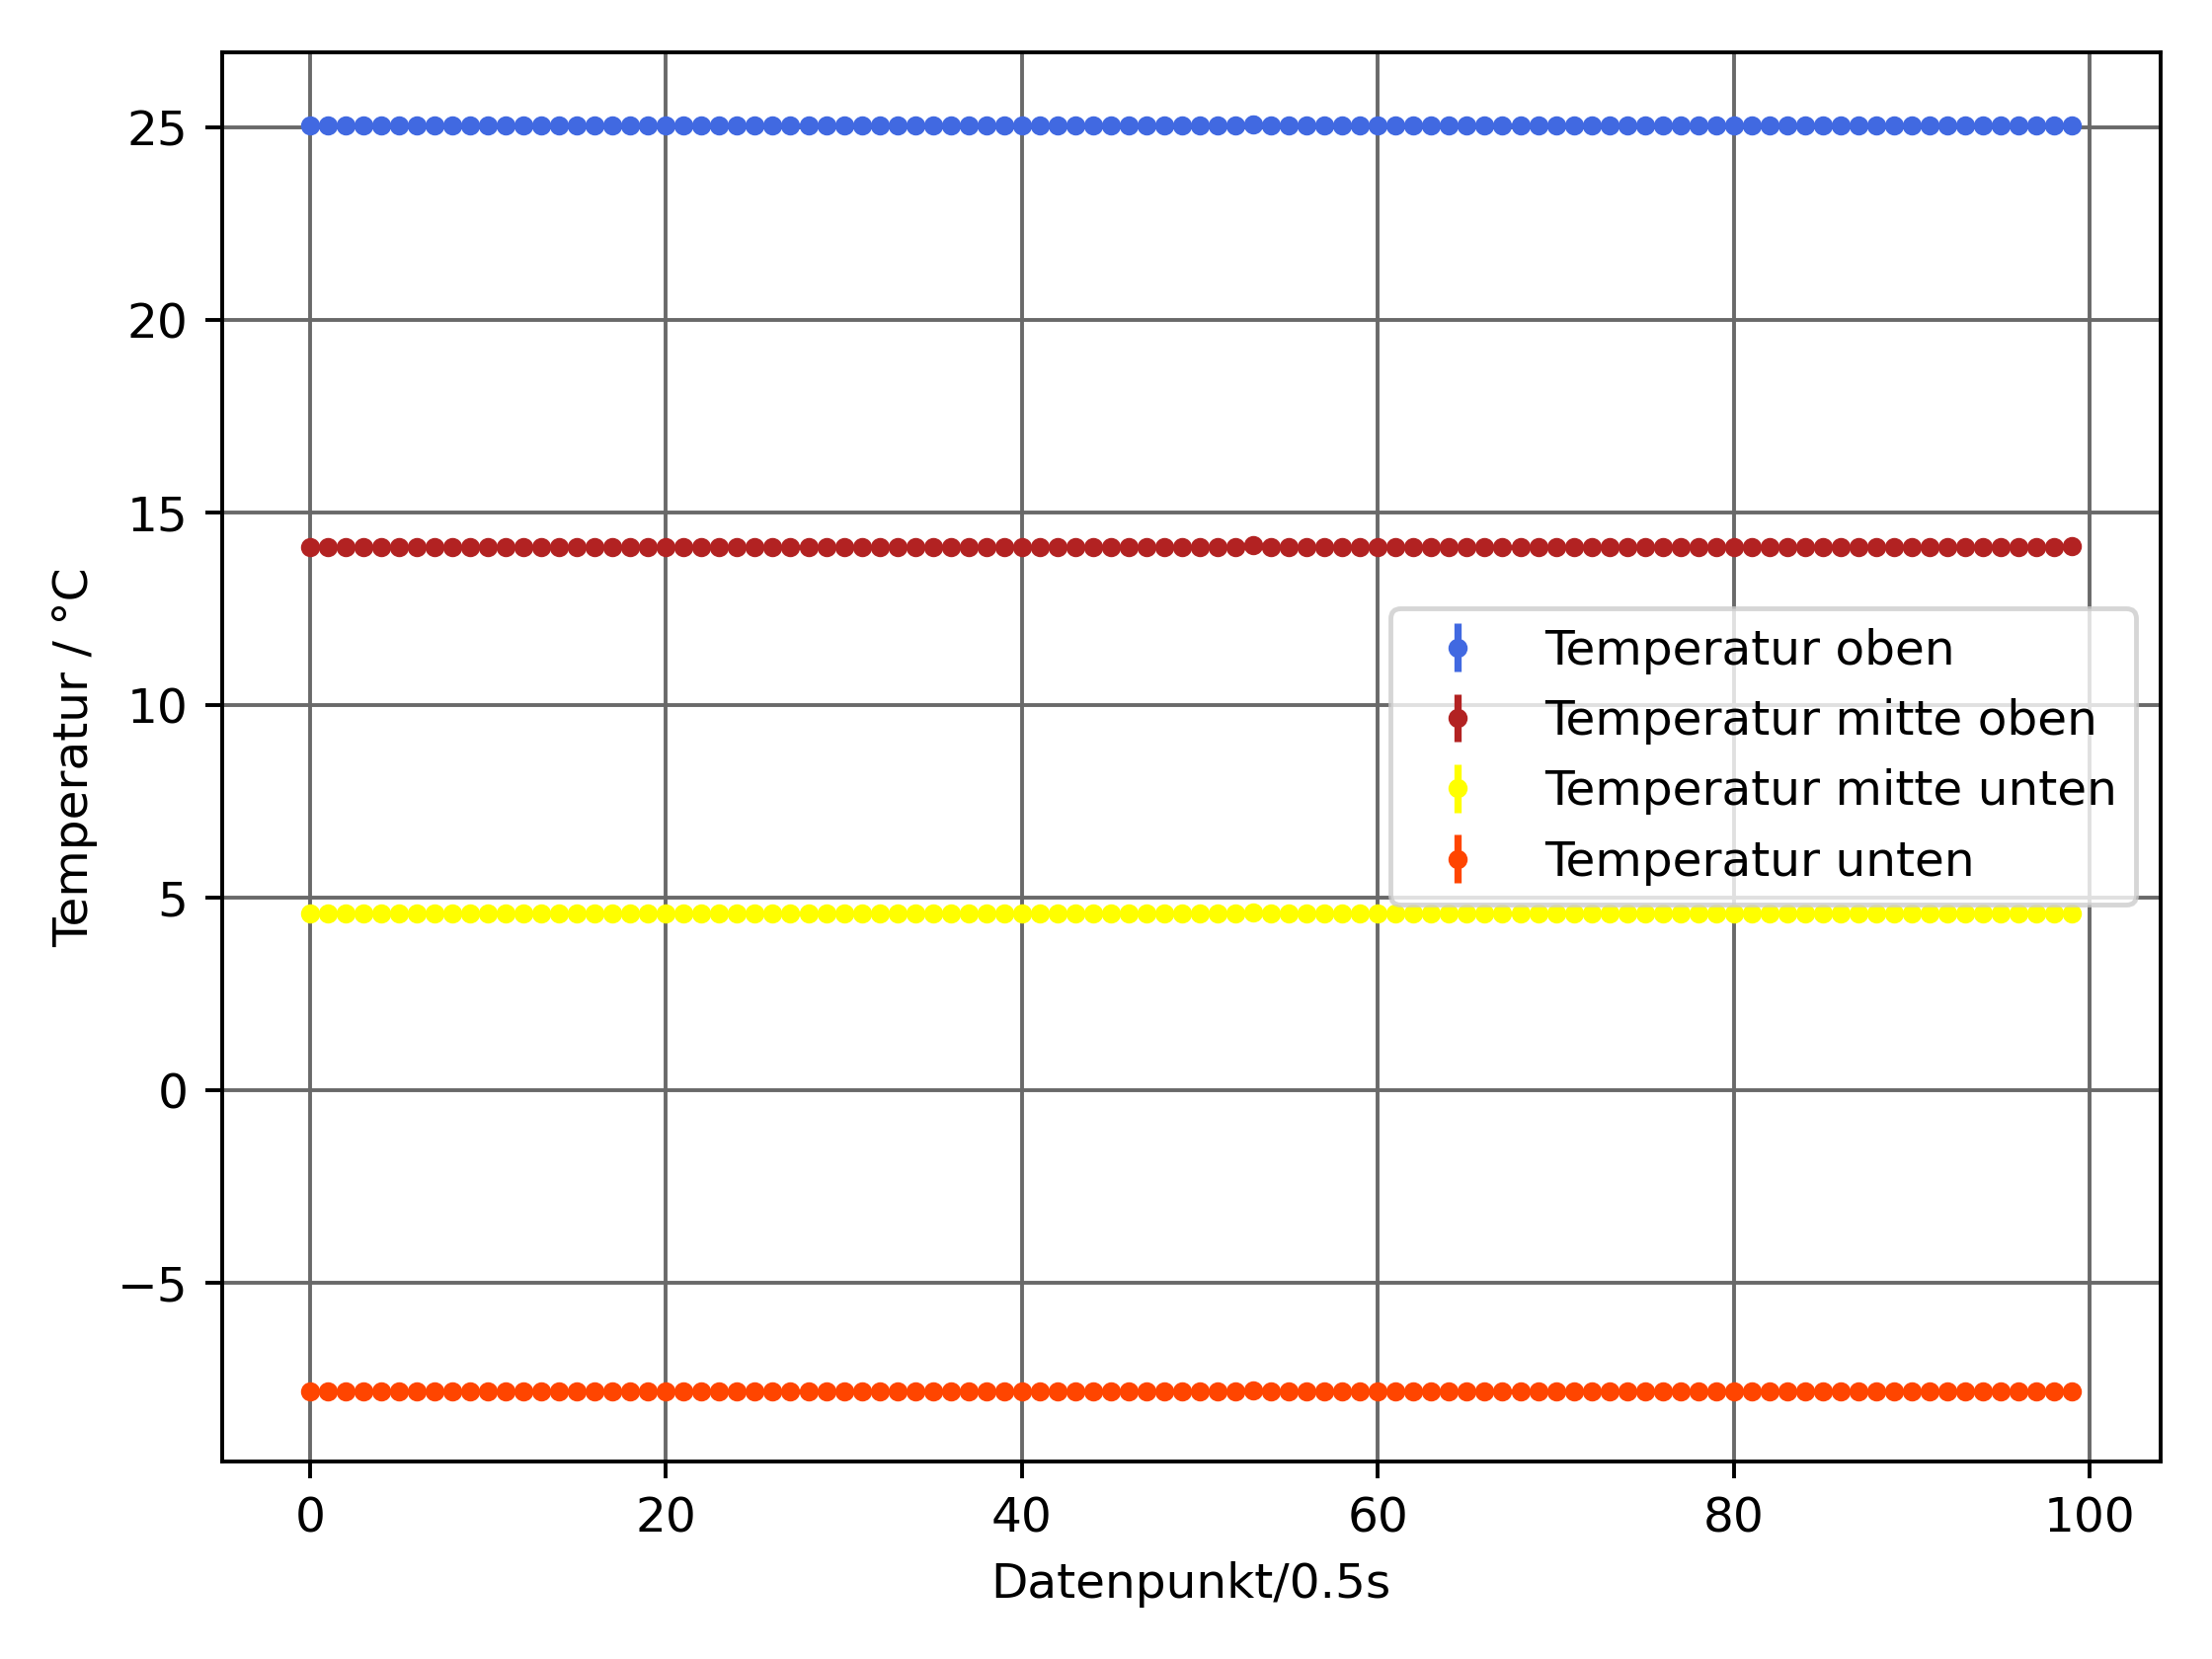 25
20
15
10
5
0
−5
Temperatur / °C
Temperatur oben
Temperatur mitte oben
Temperatur mitte unten
Temperatur unten
0 20 40 60 80 100
Datenpunkt/0.5s